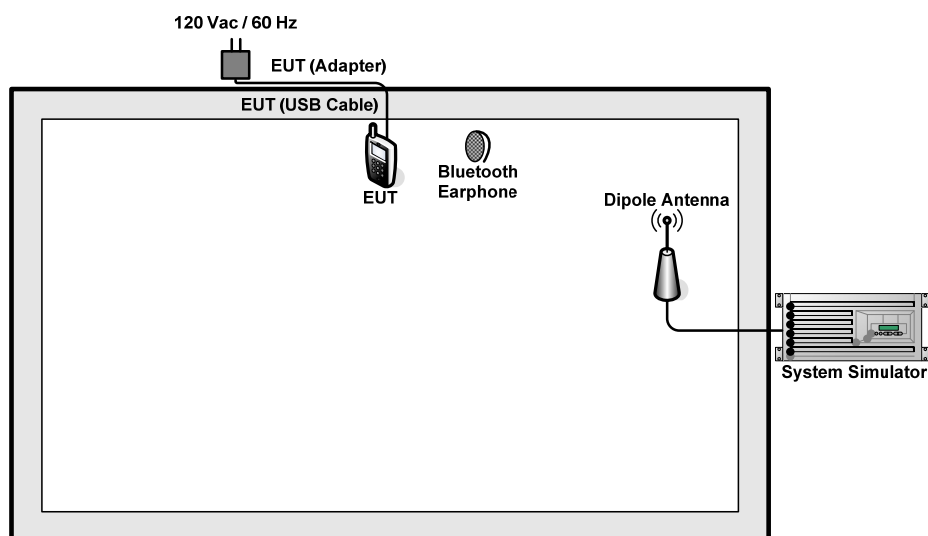 120 Vac / 60 Hz
EUT (Adapter)
EUT (USB Cable)
EUT
Bluetooth
Earphone
Dipole Antenna
System Simulator